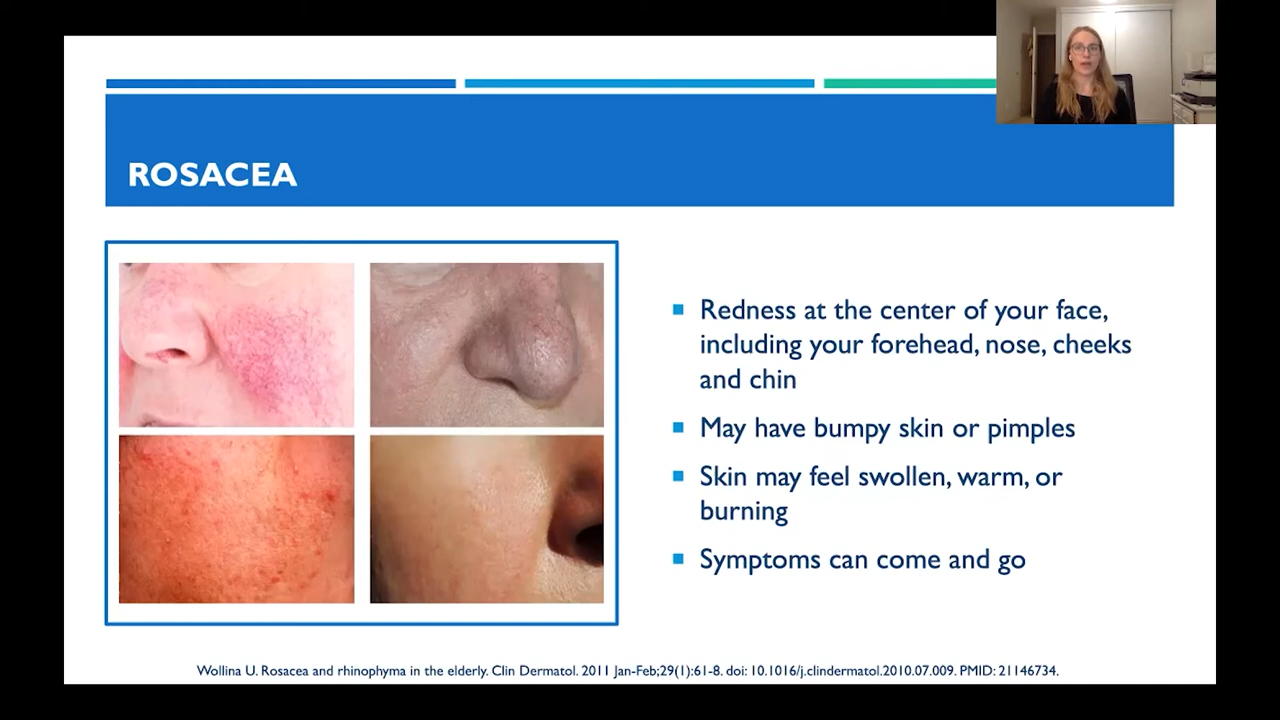 ROSACEA
Redness at the center of your face,
including your forehead, nose, cheeks
and chin
May have bumpy skin or pimples
Skin may feel swollen, warm, or
burning
Symptoms can come and go
Wollina U. Rosacea and rhinophyma in the elderly. Clin Dermatol. 2011 Jan-Feb;29(1):61-8. doi: 10.1016/j.clindermatol.2010.07.009. PMID: 21146734.